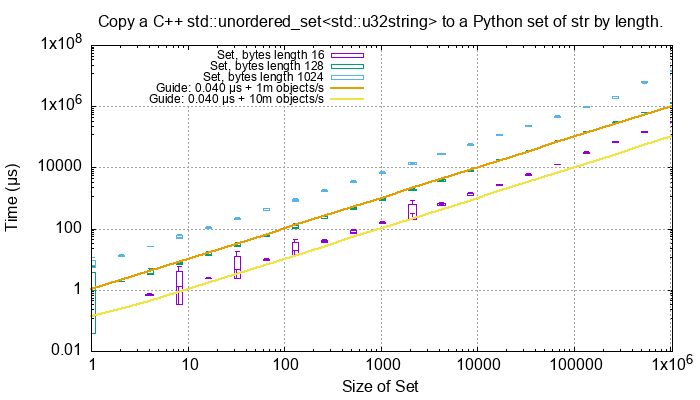 Copy a C++ std::unordered_set<std::u32string> to a Python set of str by length.
1x10^8
1x10^6
10000
100
1
0.01
Time (µs)
Set, bytes length 16
Set, bytes length 128
Set, bytes length 1024
Guide: 0.040 µs + 1m objects/s
Guide: 0.040 µs + 10m objects/s
1 10 100 1000 10000 100000 1x10^6
Size of Set